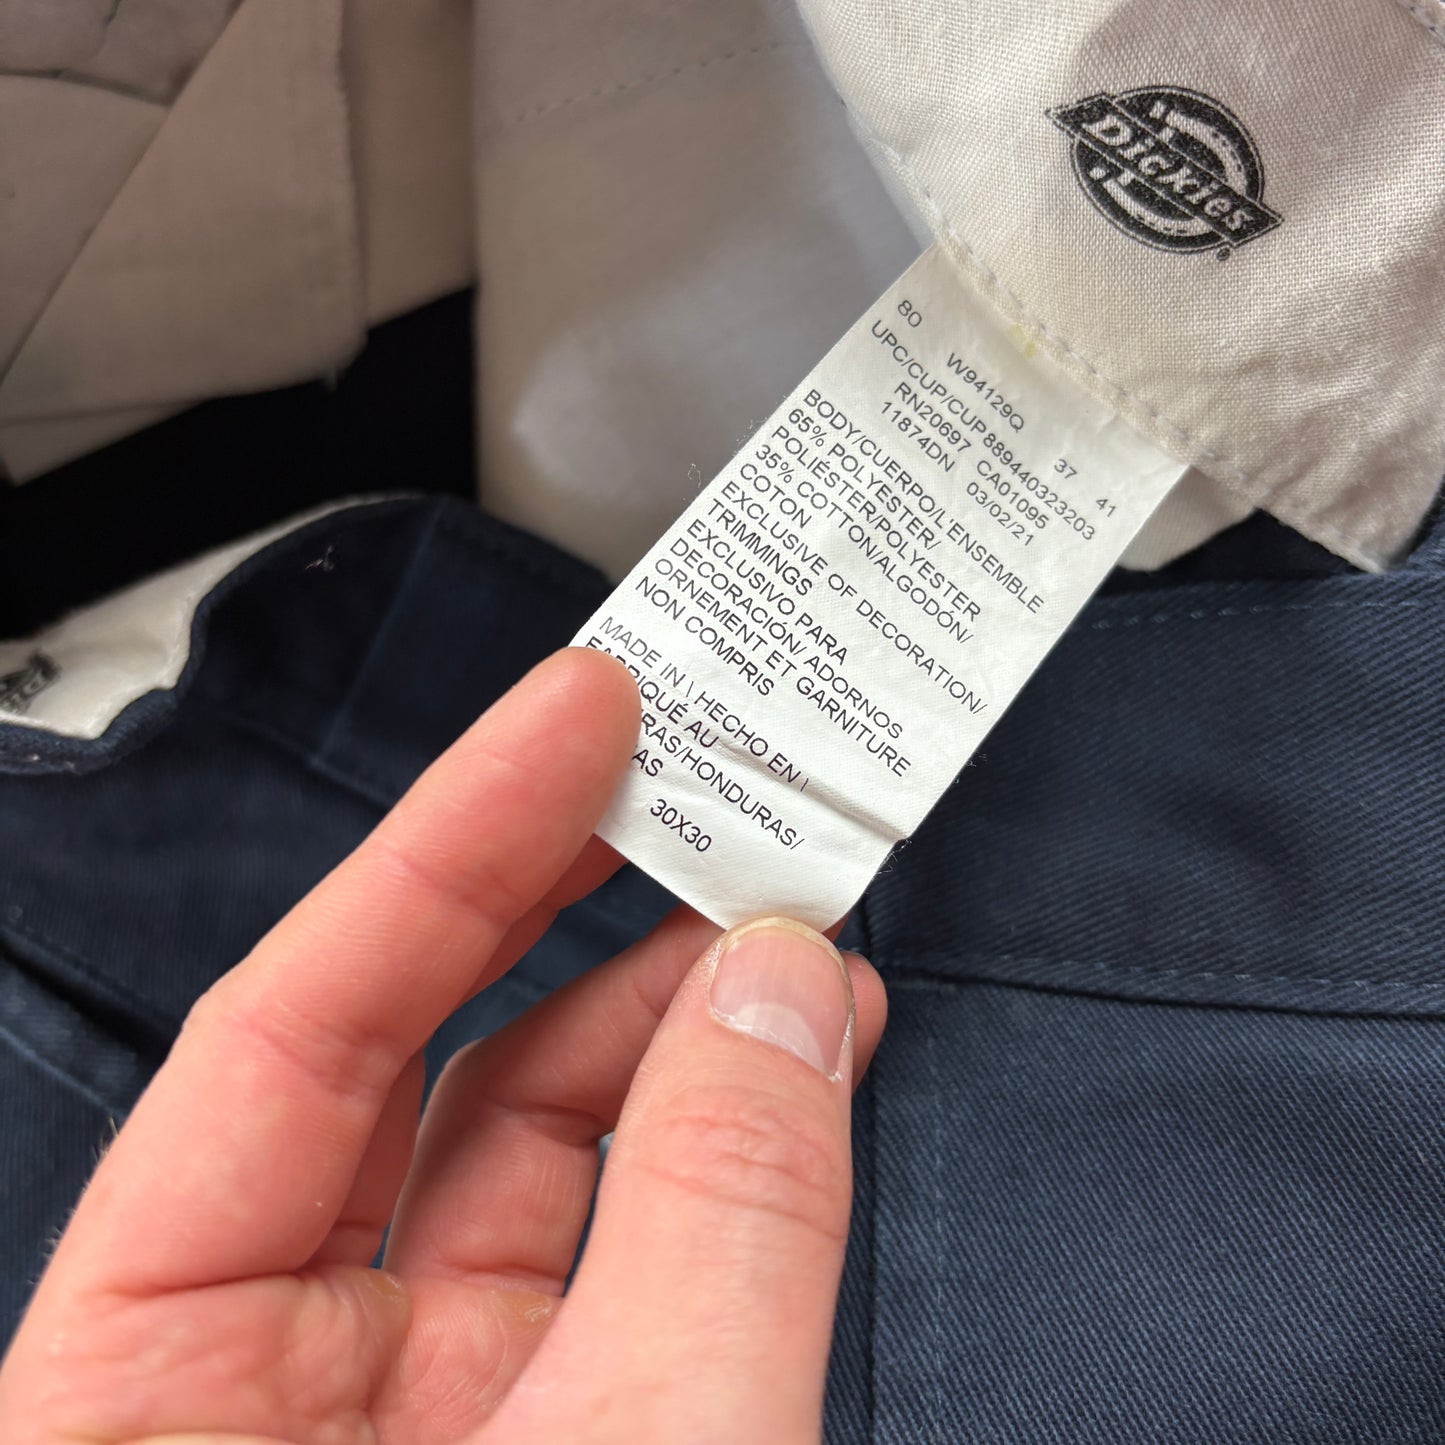 Dickies
®
80 W94129Q 37 41
UPC/CUP/CUP 889440323203
RN20697 CA01095
11874DN 03/02/21
BODY/CUERPO/L'ENSEMBLE
65% POLYESTER/
POLIÉSTER/POLYESTER
35% COTTON/ALGODÓN/
COTON
EXCLUSIVE OF DECORATION/
TRIMMINGS
EXCLUSIVO PARA
DECORACIÓN/ ADORNOS
ORNEMENT ET GARNITURE
NON COMPRIS
MADE IN \ HECHO EN \
FABRIQUÉ AU
RAS/HONDURAS/
AS
30X30